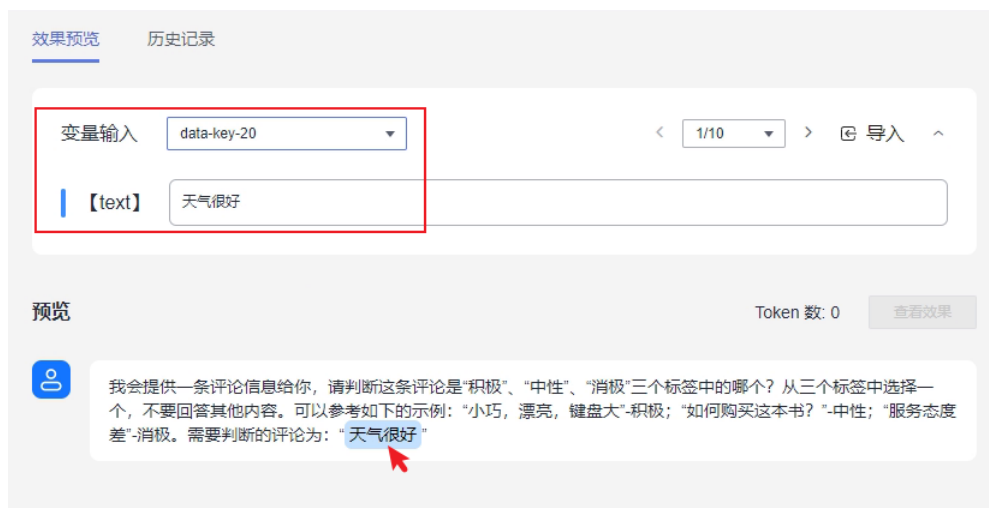 效果预览 历史记录
变量输入 data-key-20 1/10 导入
【text】 天气很好
预览 Token 数: 0 查看效果
我会提供一条评论信息给你，请判断这条评论是“积极”、“中性”、“消极”三个标签中的哪个？从三个标签中选择一
个，不要回答其他内容。可以参考如下的示例：“小巧，漂亮，键盘大”-积极；“如何购买这本书？”-中性；“服务态度
差”-消极。需要判断的评论为：“ 天气很好 ”